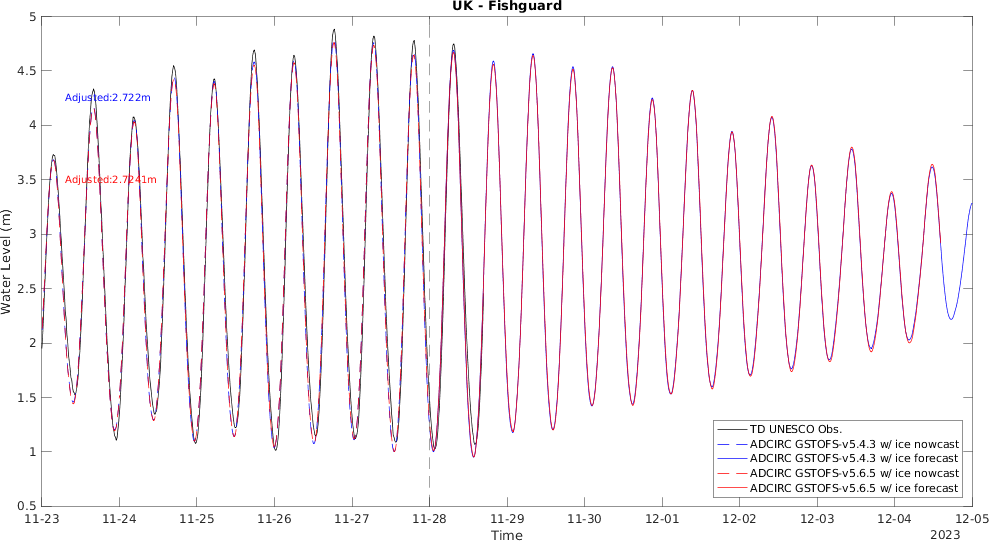 UK - Fishguard
5
4.5
4
3.5
3
2.5
2
1.5
1
0.5
Water Level (m)
Adjusted:2.722m
Adjusted:2.7241m
TD UNESCO Obs.
ADCIRC GSTOFS-v5.4.3 w/ ice nowcast
ADCIRC GSTOFS-v5.4.3 w/ ice forecast
ADCIRC GSTOFS-v5.6.5 w/ ice nowcast
ADCIRC GSTOFS-v5.6.5 w/ ice forecast
11-23 11-24 11-25 11-26 11-27 11-28 11-29 11-30 12-01 12-02 12-03 12-04 12-05
Time
2023